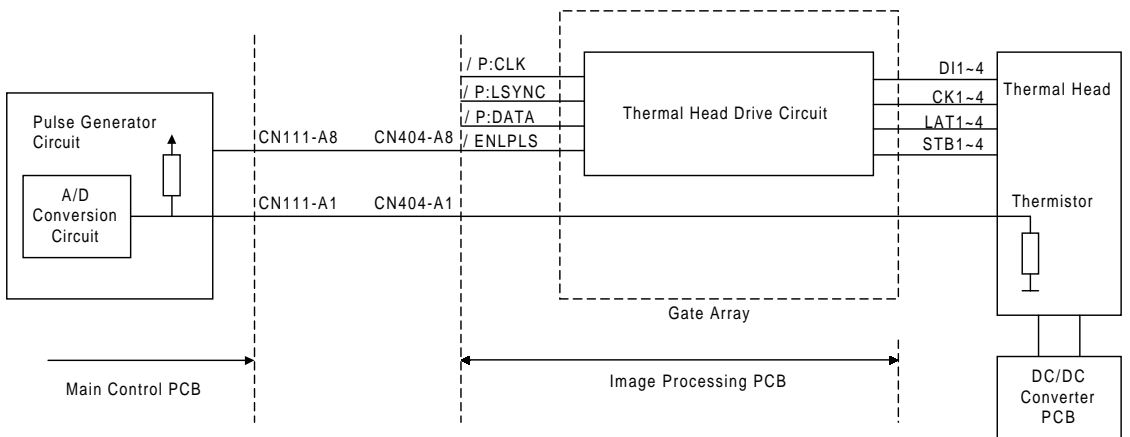 / P:CLK
/ P:LSYNC
/ P:DATA
/ ENLPLS
Pulse Generator
Circuit
CN111-A8
CN404-A8
A/D
Conversion
Circuit
CN111-A1
CN404-A1
Thermal Head Drive Circuit
DI1~4
CK1~4
LAT1~4
STB1~4
Thermal Head
Thermistor
Gate Array
Main Control PCB
Image Processing PCB
DC/DC
Converter
PCB